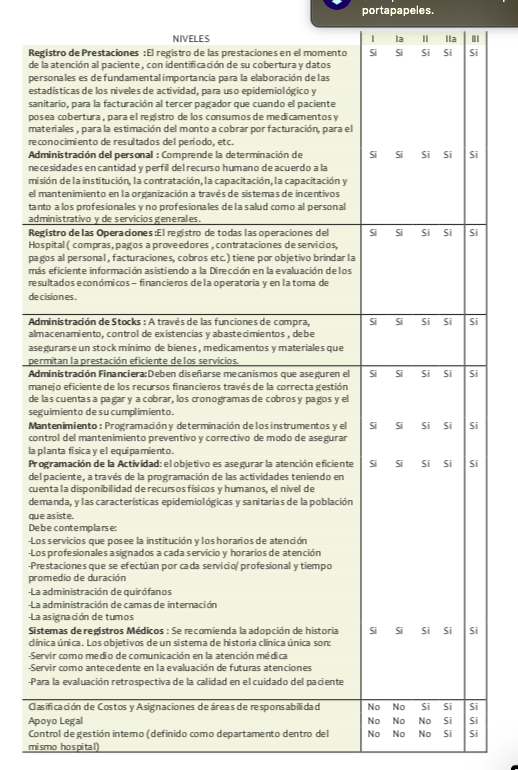 portapapeles.
NIVELES I Ia II IIa III
Registro de Prestaciones :El registro de las prestaciones en el momento Si Si Si Si Si
de la atención al paciente , con identificación de su cobertura y datos
personales es de fundamental importancia para la elaboración de las
estadísticas de los niveles de actividad, para uso epidemiológico y
sanitario, para la facturación al tercer pagador que cuando el paciente
posea cobertura , para el registro de los consumos de medicamentos y
materiales , para la estimación del monto a cobrar por facturación, para el
reconocimiento de resultados del período, etc.
Administración del personal : Comprende la determinación de Si Si Si Si Si
necesidades en cantidad y perfil del recurso humano de acuerdo a la
misión de la institución, la contratación, la capacitación, la capacitación y
el mantenimiento en la organización a través de sistemas de incentivos
tanto a los profesionales y no profesionales de la salud como al personal
administrativo y de servicios generales.
Registro de las Operaciones :El registro de todas las operaciones del Si Si Si Si Si
Hospital ( compras, pagos a proveedores , contrataciones de servicios,
pagos al personal , facturaciones, cobros etc.) tiene por objetivo brindar la
más eficiente información asistiendo a la Dirección en la evaluación de los
resultados económicos – financieros de la operatoria y en la toma de
decisiones.
Administración de Stocks : A través de las funciones de compra, Si Si Si Si Si
almacenamiento, control de existencias y abastecimientos , debe
asegurarse un stock mínimo de bienes , medicamentos y materiales que
permitan la prestación eficiente de los servicios.
Administración Financiera: Deben diseñarse mecanismos que aseguren el Si Si Si Si Si
manejo eficiente de los recursos financieros través de la correcta gestión
de las cuentas a pagar y a cobrar, los cronogramas de cobros y pagos y el
seguimiento de su cumplimiento.
Mantenimiento : Programación y determinación de los instrumentos y el Si Si Si Si Si
control del mantenimiento preventivo y correctivo de modo de asegurar
la planta física y el equipamiento.
Programación de la Actividad: el objetivo es asegurar la atención eficiente Si Si Si Si Si
del paciente, a través de la programación de las actividades teniendo en
cuenta la disponibilidad de recursos físicos y humanos, el nivel de
demanda, y las características epidemiológicas y sanitarias de la población
que asiste.
Debe contemplarse:
-Los servicios que posee la institución y los horarios de atención
-Los profesionales asignados a cada servicio y horarios de atención
-Prestaciones que se efectúan por cada servicio/ profesional y tiempo
promedio de duración
-La administración de quirófanos
-La administración de camas de internación
-La asignación de turnos
Sistemas de registros Médicos : Se recomienda la adopción de historia Si Si Si Si Si
clínica única. Los objetivos de un sistema de historia clínica única son:
-Servir como medio de comunicación en la atención médica
-Servir como antecedente en la evaluación de futuras atenciones
-Para la evaluación retrospectiva de la calidad en el cuidado del paciente
Clasificación de Costos y Asignaciones de áreas de responsabilidad No No Si Si Si
Apoyo Legal No No No Si Si
Control de gestión interno (definido como departamento dentro del No No No Si Si
mismo hospital)